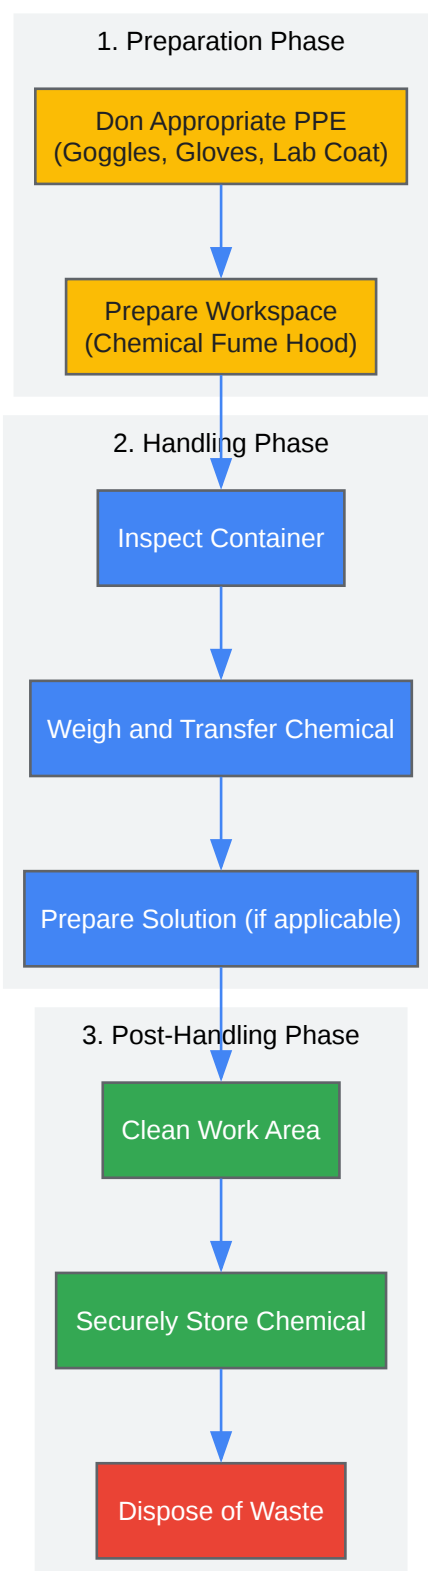 1. Preparation Phase
Don Appropriate PPE
(Goggles, Gloves, Lab Coat)
Prepare Workspace
(Chemical Fume Hood)
2. Handling Phase
Inspect Container
Weigh and Transfer Chemical
Prepare Solution (if applicable)
3. Post-Handling Phase
Clean Work Area
Securely Store Chemical
Dispose of Waste